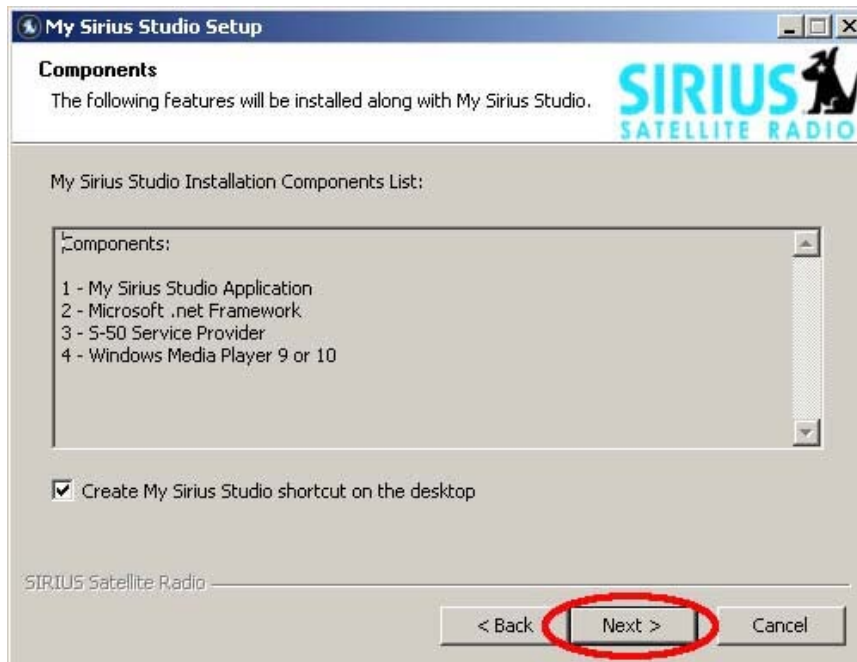 My Sirius Studio Setup
Components
The following features will be installed along with My Sirius Studio.
SIRIUS
SATELLITE RADIO
My Sirius Studio Installation Components List:
Components:
1 - My Sirius Studio Application
2 - Microsoft .net Framework
3 - S-50 Service Provider
4 - Windows Media Player 9 or 10
Create My Sirius Studio shortcut on the desktop
SIRIUS Satellite Radio
< Back Next > Cancel